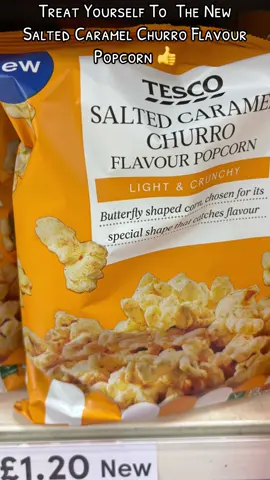 Treat Yourself To The New
Salted Caramel Churro Flavour
Popcorn 👍
ew
TESCO
SALTED CARAME
CHURRO
FLAVOUR POPCORN
LIGHT & CRUNCHY
Butterfly shaped corn, chosen for its
special shape that catches flavour
£1.20 New